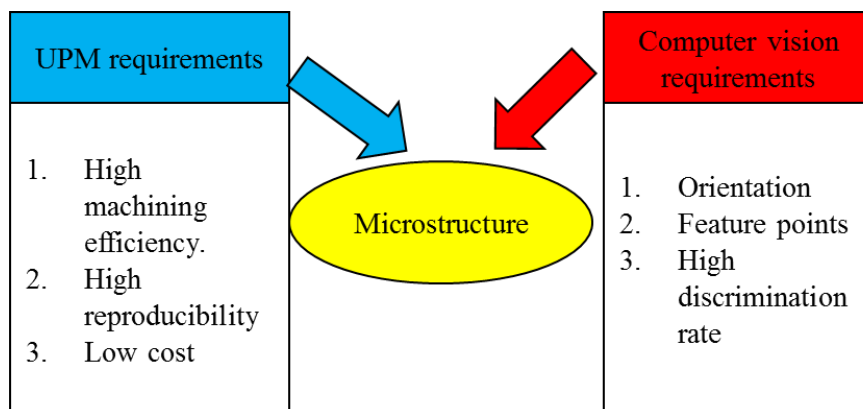 UPM requirements
1. High
machining
efficiency.
2. High
reproducibility
3. Low cost
Microstructure
Computer vision
requirements
1. Orientation
2. Feature points
3. High
discrimination
rate